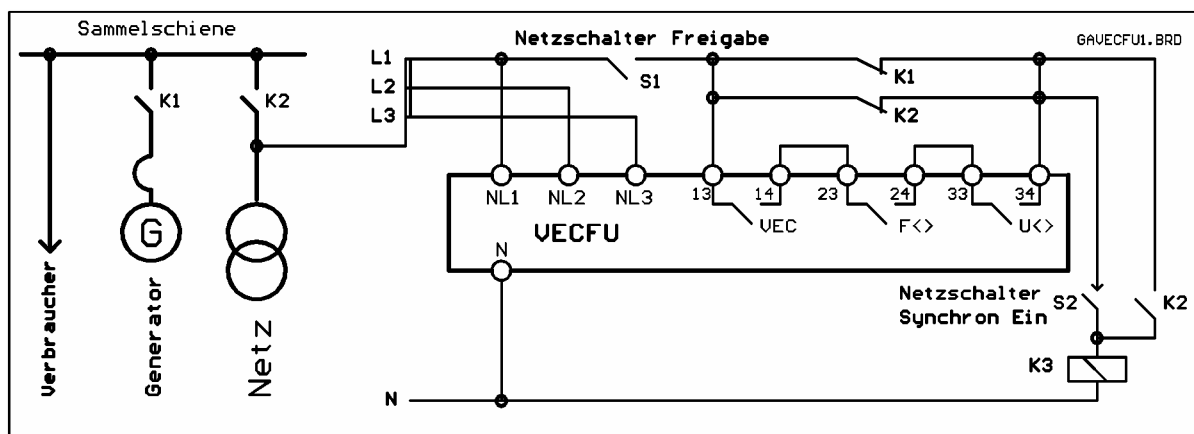 Sammelschiene
Netzschalter Freigabe
GAVECFU1.BRD
L1
L2
L3
S1
K1
K2
K1
K2
NL1
NL2
NL3
13
14
23
24
33
34
VEC
F<>
U<>
VECFU
N
G
Verbraucher
Generator
Netz
Netzschalter
Synchron Ein
S2
K2
K3
N